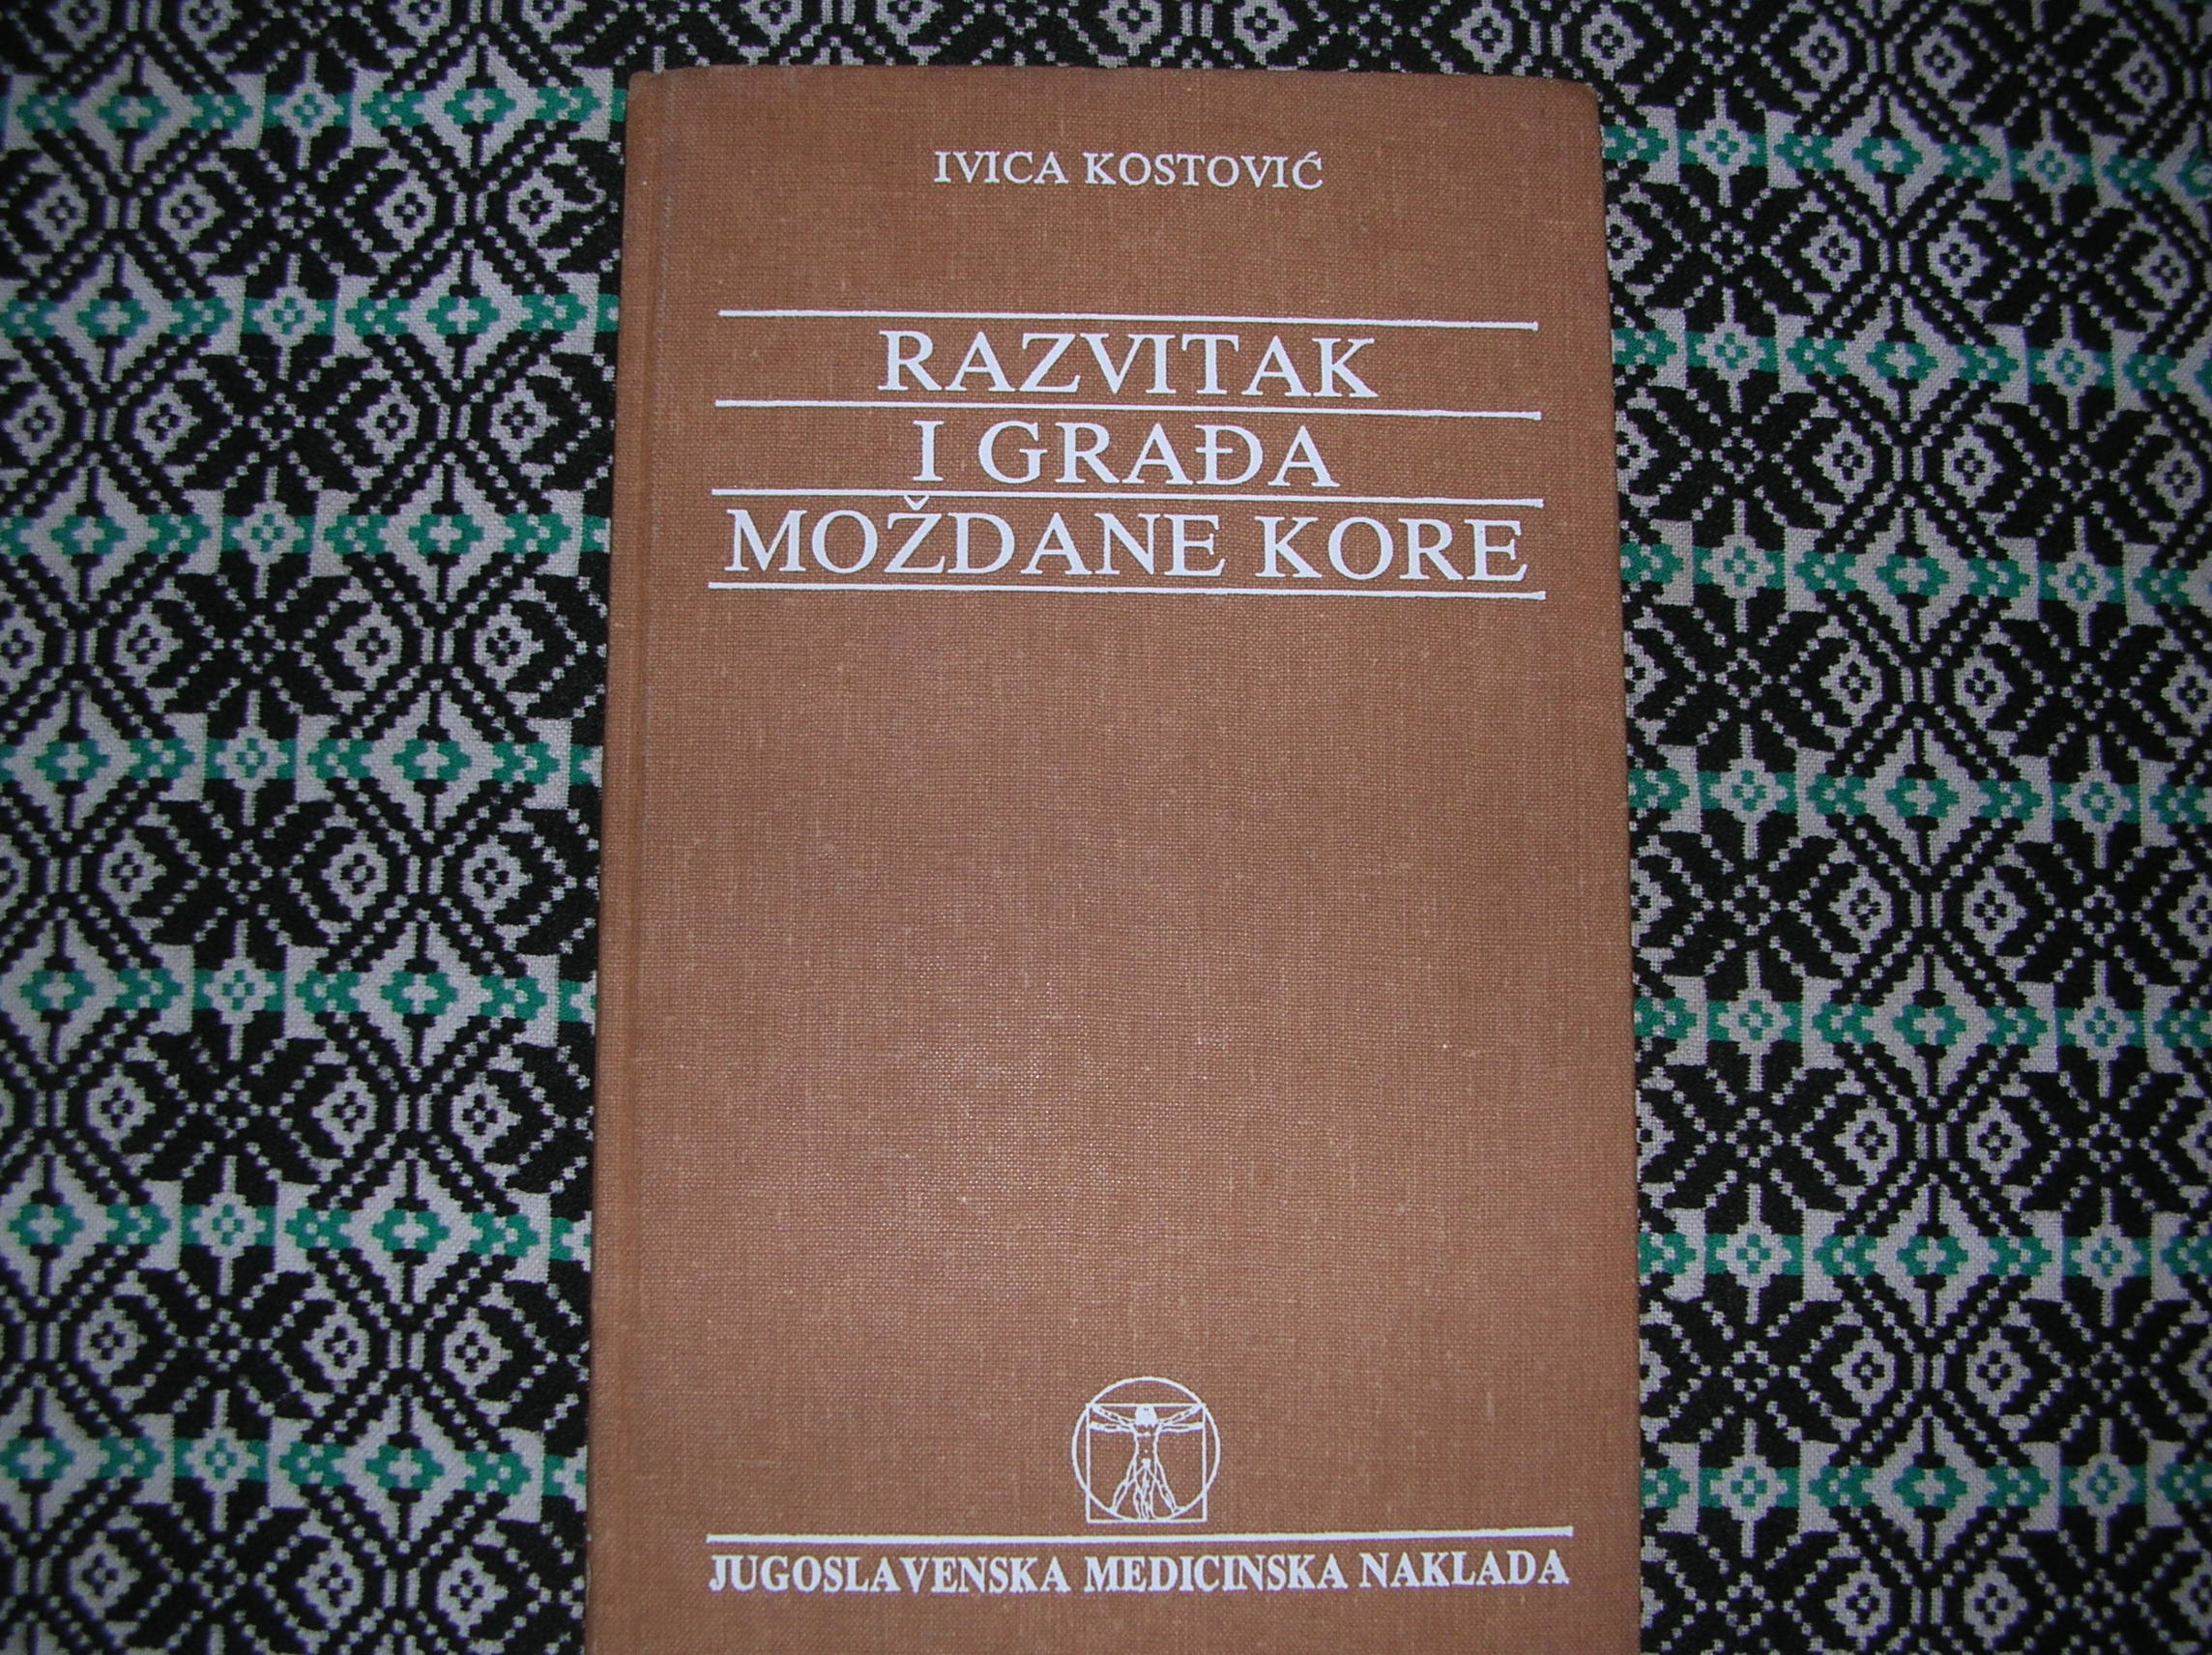 IVICA KOSTOVIĆ
RAZVITAK
I GRAĐA
MOŽDANE KORE
JUGOSLAVENSKA MEDICINSKA NAKLADA